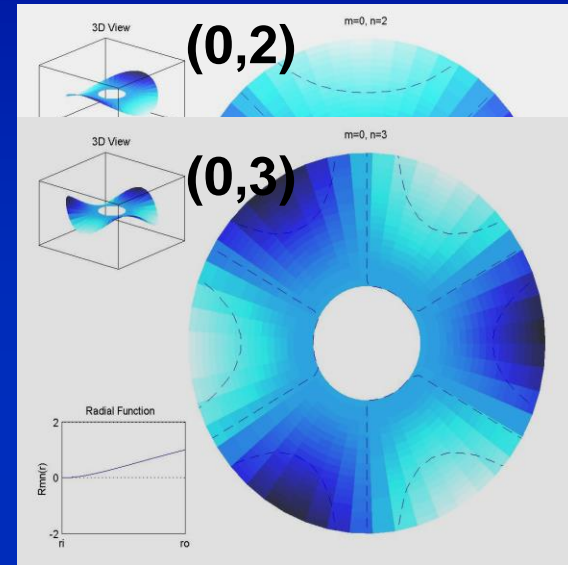 3D View
(0,2)
m=0, n=2
3D View
(0,3)
m=0, n=3
Radial Function
2
0
-2
Rmn(r)
ri
ro